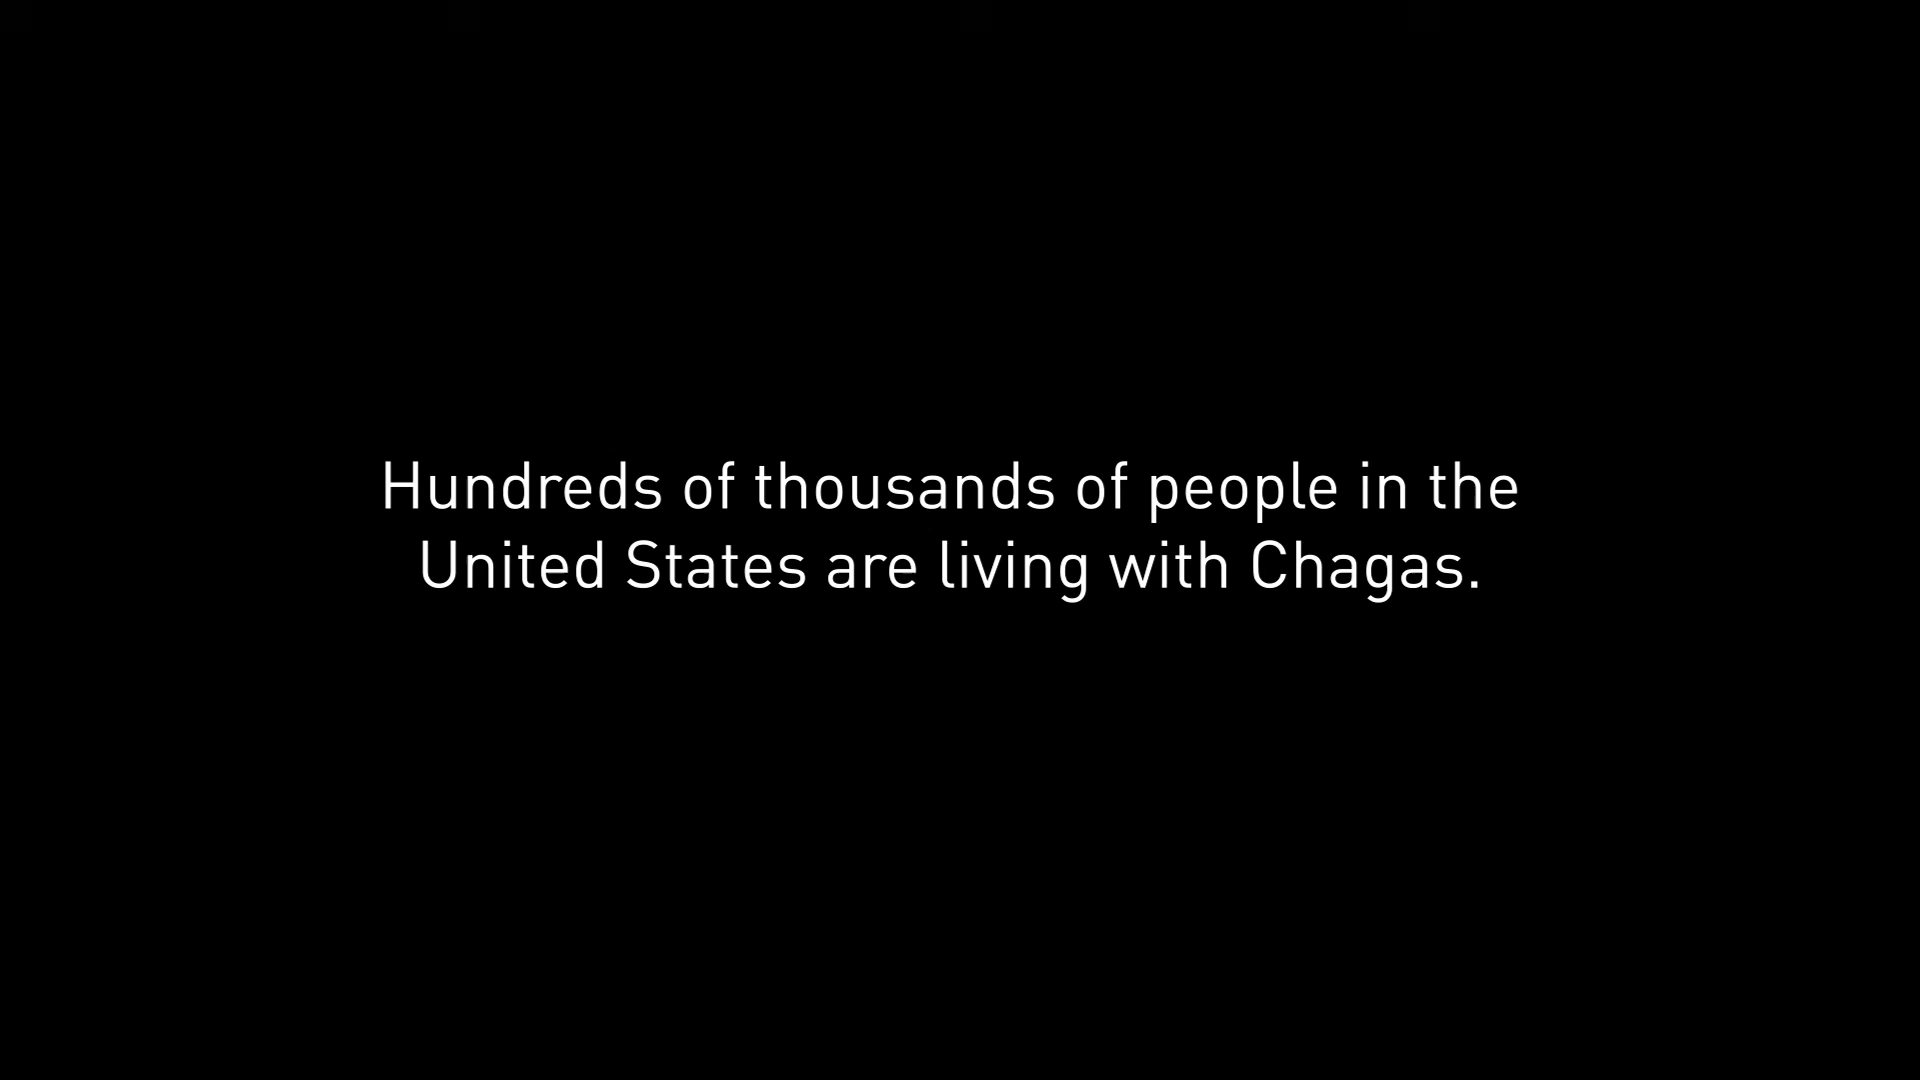 Hundreds of thousands of people in the
United States are living with Chagas.